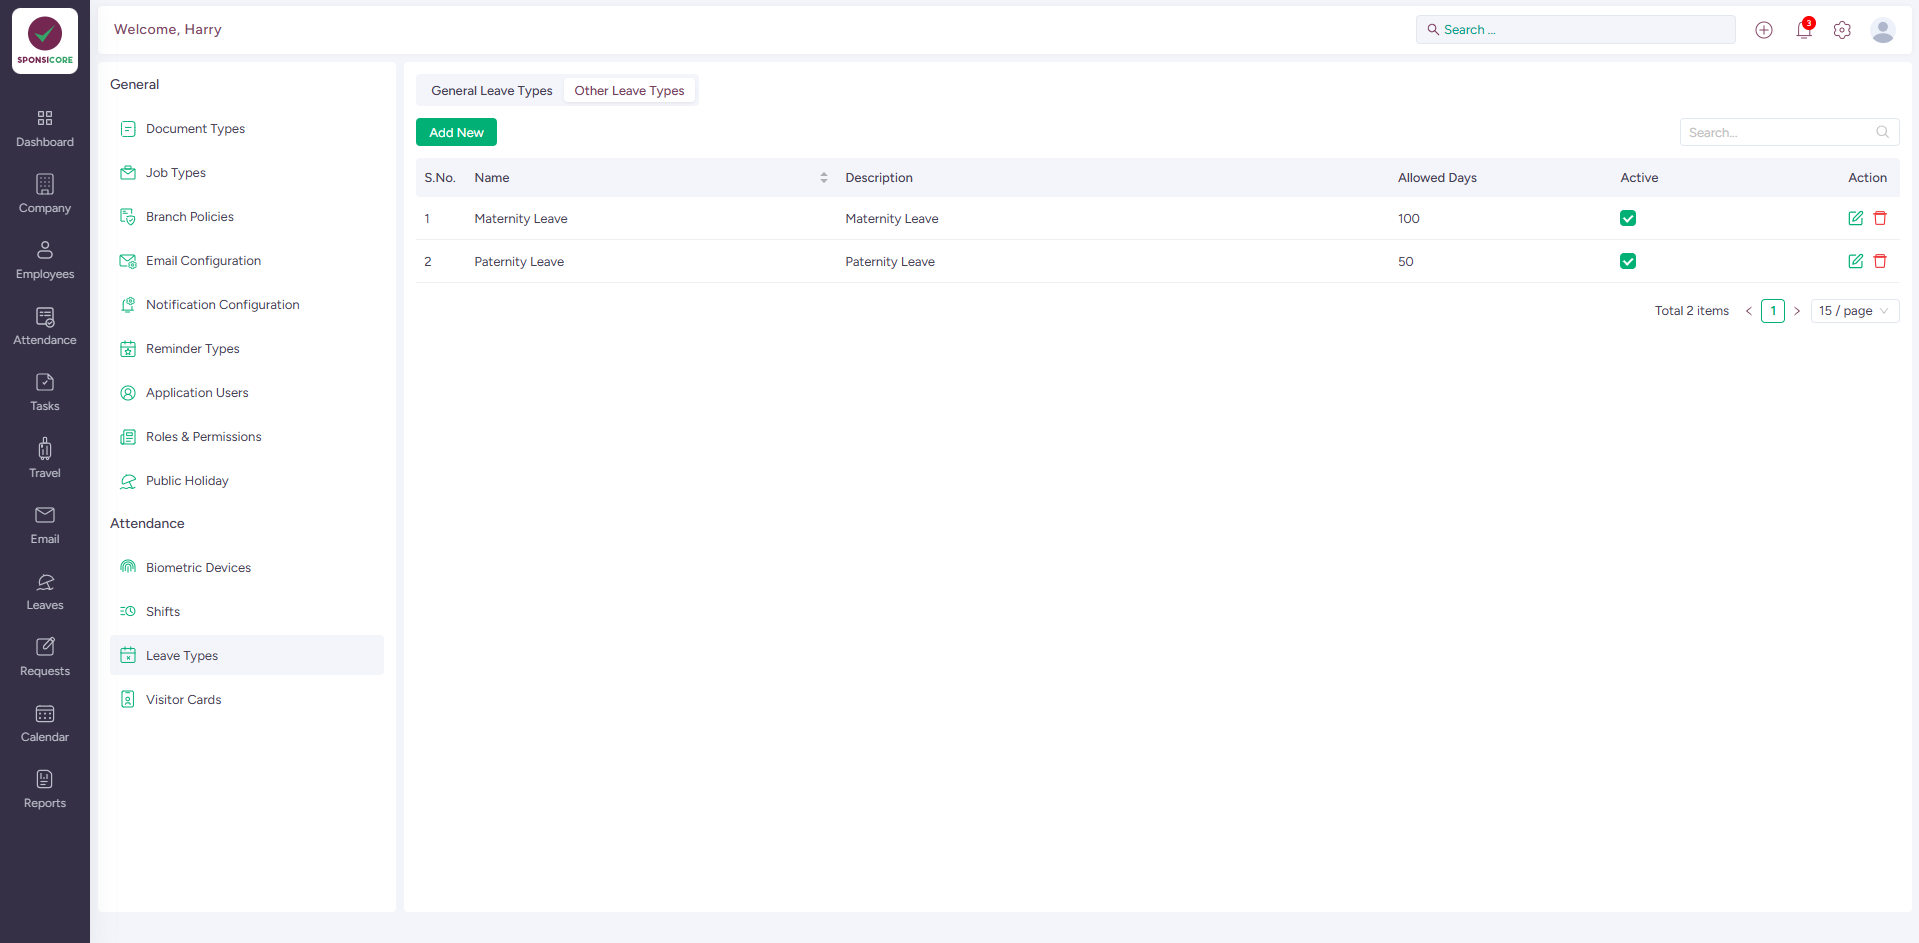 SPONSICORE
Dashboard
Company
Employees
Attendance
Tasks
Travel
Email
Leaves
Requests
Calendar
Reports
Welcome, Harry
Search ...
3
General
Document Types
Job Types
Branch Policies
Email Configuration
Notification Configuration
Reminder Types
Application Users
Roles & Permissions
Public Holiday
Attendance
Biometric Devices
Shifts
Leave Types
Visitor Cards
General Leave Types Other Leave Types
Add New
Search...
S.No. Name Description Allowed Days Active Action
1 Maternity Leave Maternity Leave 100
2 Paternity Leave Paternity Leave 50
Total 2 items < 1 > 15 / page